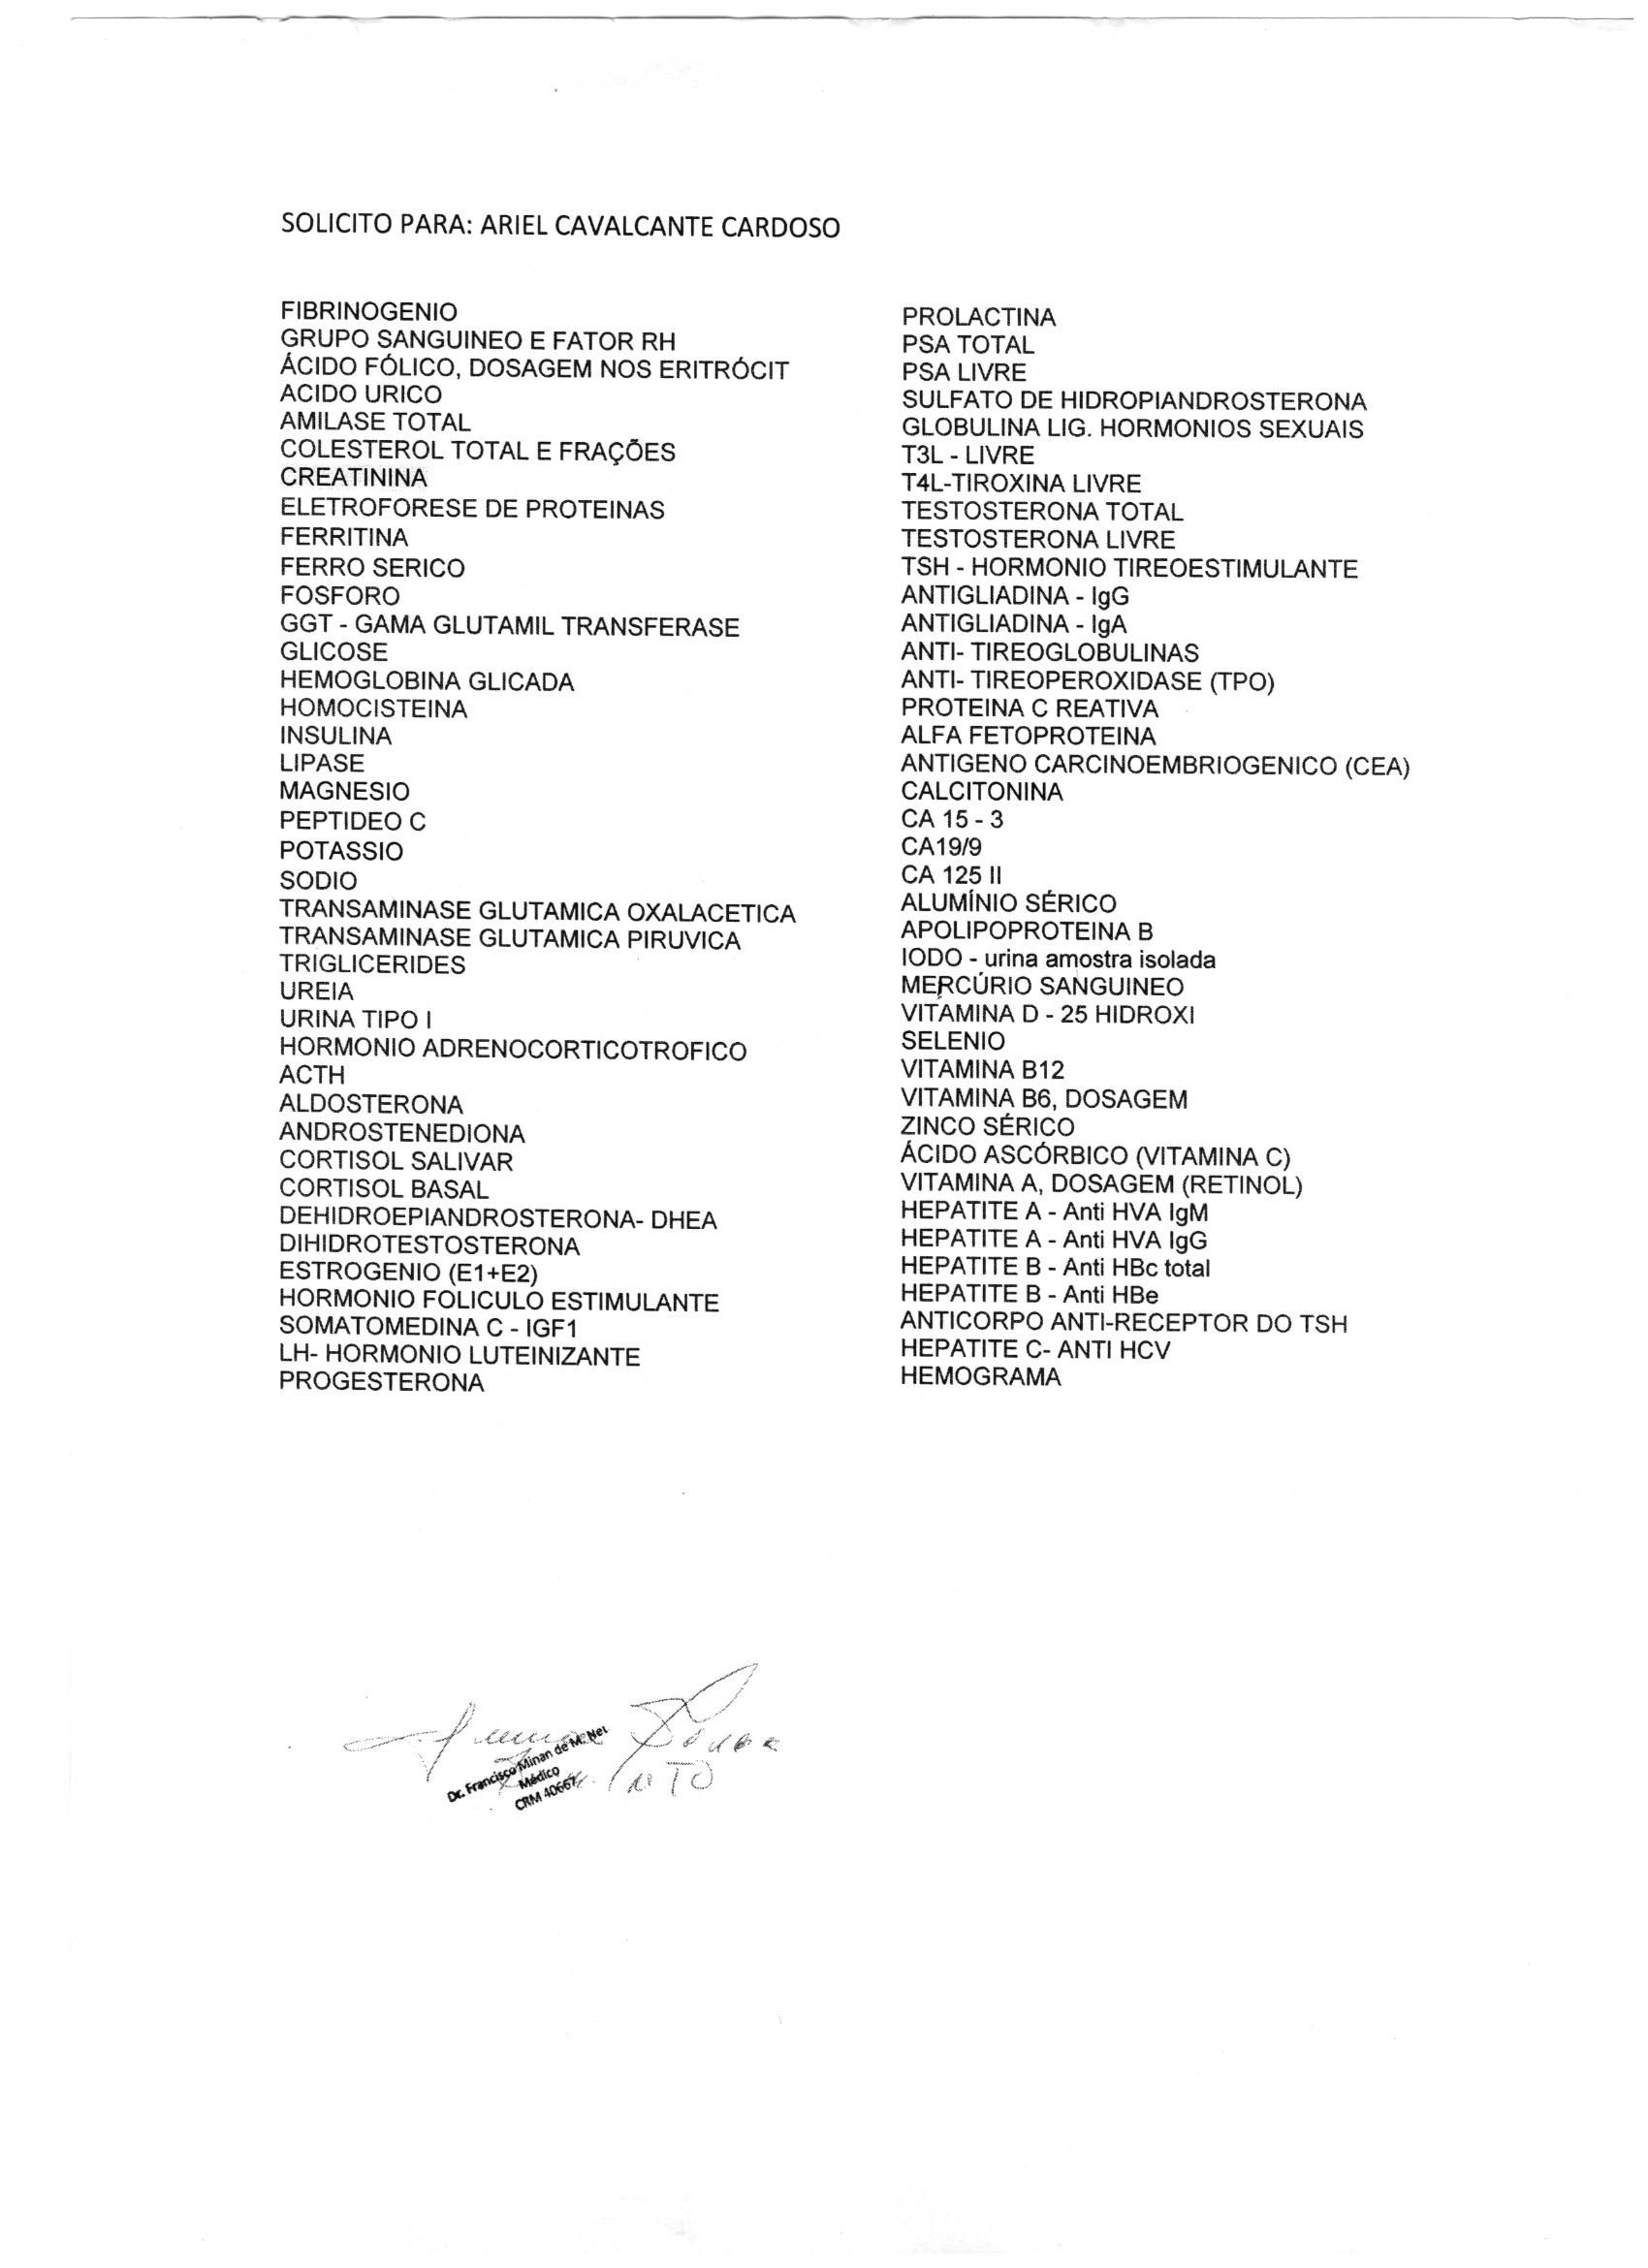 SOLICITO PARA: ARIEL CAVALCANTE CARDOSO
FIBRINOGENIO
GRUPO SANGUINEO E FATOR RH
ÁCIDO FÓLICO, DOSAGEM NOS ERITRÓCIT
ACIDO URICO
AMILASE TOTAL
COLESTEROL TOTAL E FRAÇÕES
CREATININA
ELETROFORESE DE PROTEINAS
FERRITINA
FERRO SERICO
FOSFORO
GGT - GAMA GLUTAMIL TRANSFERASE
GLICOSE
HEMOGLOBINA GLICADA
HOMOCISTEINA
INSULINA
LIPASE
MAGNESIO
PEPTIDEO C
POTASSIO
SODIO
TRANSAMINASE GLUTAMICA OXALACETICA
TRANSAMINASE GLUTAMICA PIRUVICA
TRIGLICERIDES
UREIA
URINA TIPO I
HORMONIO ADRENOCORTICOTROFICO
ACTH
ALDOSTERONA
ANDROSTENEDIONA
CORTISOL SALIVAR
CORTISOL BASAL
DEHIDROEPIANDROSTERONA- DHEA
DIHIDROTESTOSTERONA
ESTROGENIO (E1+E2)
HORMONIO FOLICULO ESTIMULANTE
SOMATOMEDINA C - IGF1
LH- HORMONIO LUTEINIZANTE
PROGESTERONA
PROLACTINA
PSA TOTAL
PSA LIVRE
SULFATO DE HIDROPIANDROSTERONA
GLOBULINA LIG. HORMONIOS SEXUAIS
T3L - LIVRE
T4L-TIROXINA LIVRE
TESTOSTERONA TOTAL
TESTOSTERONA LIVRE
TSH - HORMONIO TIREOESTIMULANTE
ANTIGLIADINA - IgG
ANTIGLIADINA - IgA
ANTI- TIREOGLOBULINAS
ANTI- TIREOPEROXIDASE (TPO)
PROTEINA C REATIVA
ALFA FETOPROTEINA
ANTIGENO CARCINOEMBRIOGENICO (CEA)
CALCITONINA
CA 15 - 3
CA19/9
CA 125 II
ALUMÍNIO SÉRICO
APOLIPOPROTEINA B
IODO - urina amostra isolada
MERCÚRIO SANGUINEO
VITAMINA D - 25 HIDROXI
SELENIO
VITAMINA B12
VITAMINA B6, DOSAGEM
ZINCO SÉRICO
ÁCIDO ASCÓRBICO (VITAMINA C)
VITAMINA A, DOSAGEM (RETINOL)
HEPATITE A - Anti HVA IgM
HEPATITE A - Anti HVA IgG
HEPATITE B - Anti HBc total
HEPATITE B - Anti HBe
ANTICORPO ANTI-RECEPTOR DO TSH
HEPATITE C- ANTI HCV
HEMOGRAMA
Dr. Francisco Minan de M. Net
Médico
CRM 40667